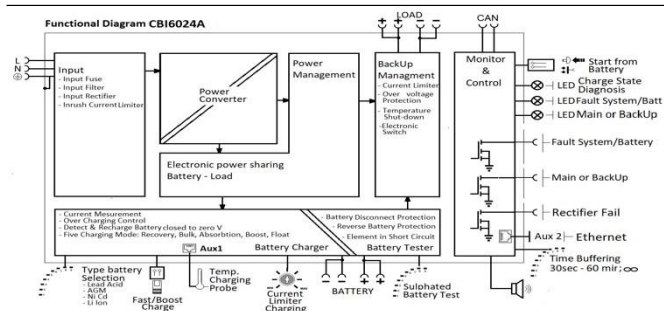 Functional Diagram CBI6024A
LOAD
CAN
+ + - -
L
N
Input
- Input Fuse
- Input Filter
- Input Rectifier
- Inrush Current Limiter
Power
Converter
Power
Management
BackUp
Managment
- Current Limiter
- Over voltage
Protection
- Temperature
Shut-down
-Electronic
Switch
Monitor
&
Control
Start from
Battery
LED Charge State
Diagnosis
LED Fault System/Batt
LED Main or BackUp
Fault System/Battery
Main or BackUp
Rectifier Fail
Aux 2 Ethernet
Time Buffering
30sec - 60 mir; ∞
Electronic power sharing
Battery - Load
- Current Mesurement
- Over Charging Control
- Detect & Recharge Battery closed to zero V
- Five Charging Mode: Recovery, Bulk, Absorbtion, Boost, Float
Aux1
Battery Charger
- Battery Disconnect Protection
- Reverse Battery Protection
- Element in Short Circuit
Battery Tester
Type battery
Selection
- Lead Acid
- AGM
- Ni Cd
- Li Ion
Fast/Boost
Charge
Temp.
Charging
Probe
Current
Limiter
Charging
- - + +
BATTERY
Sulphated
Battery Test